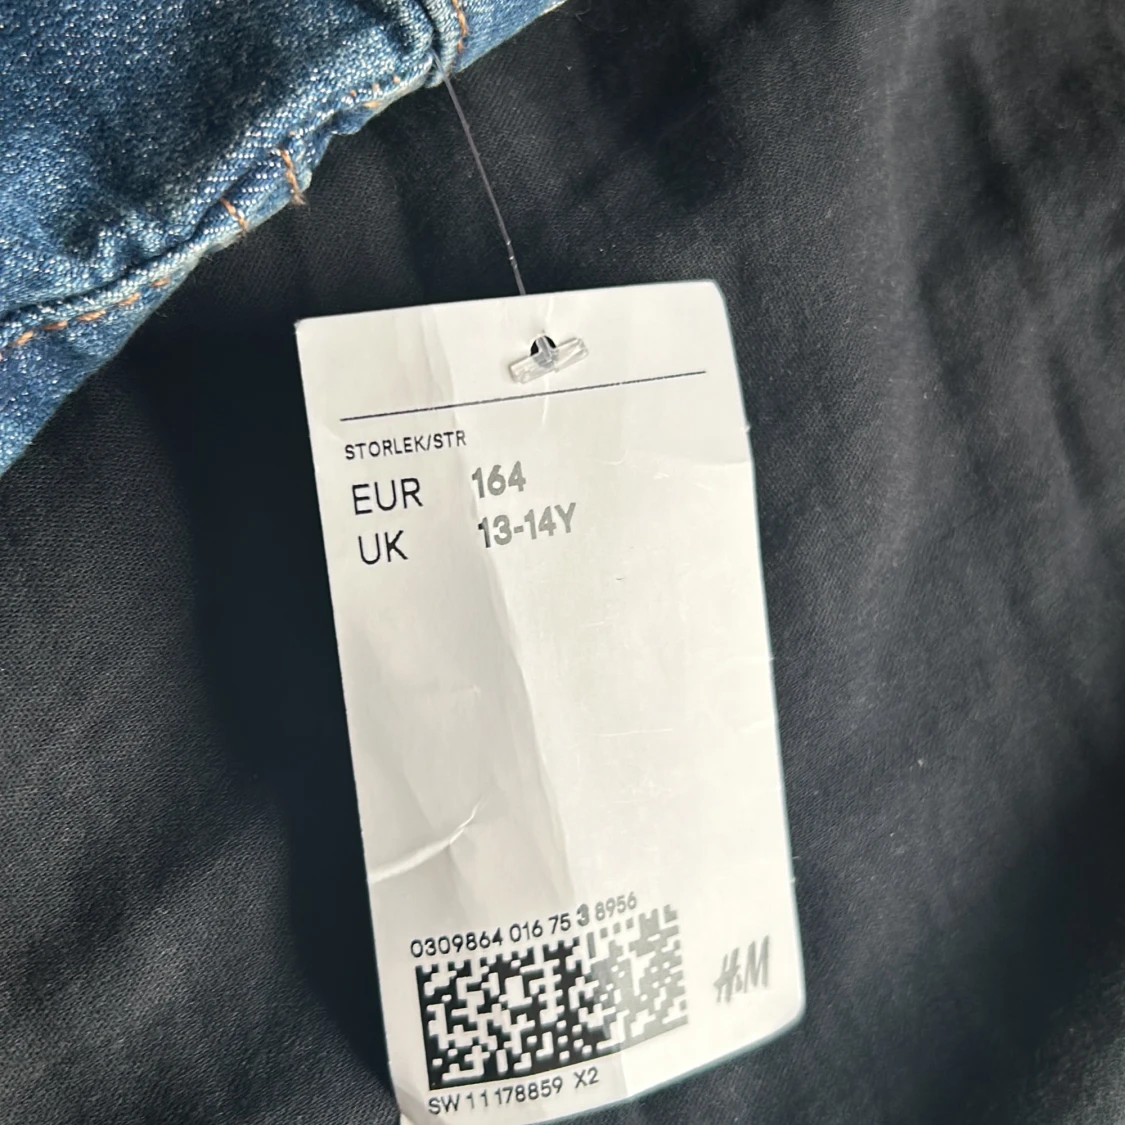 STORLEK/STR
EUR 164
UK 13-14Y
0309864 016 75 3 8956
H&M
SW 11178859 X2